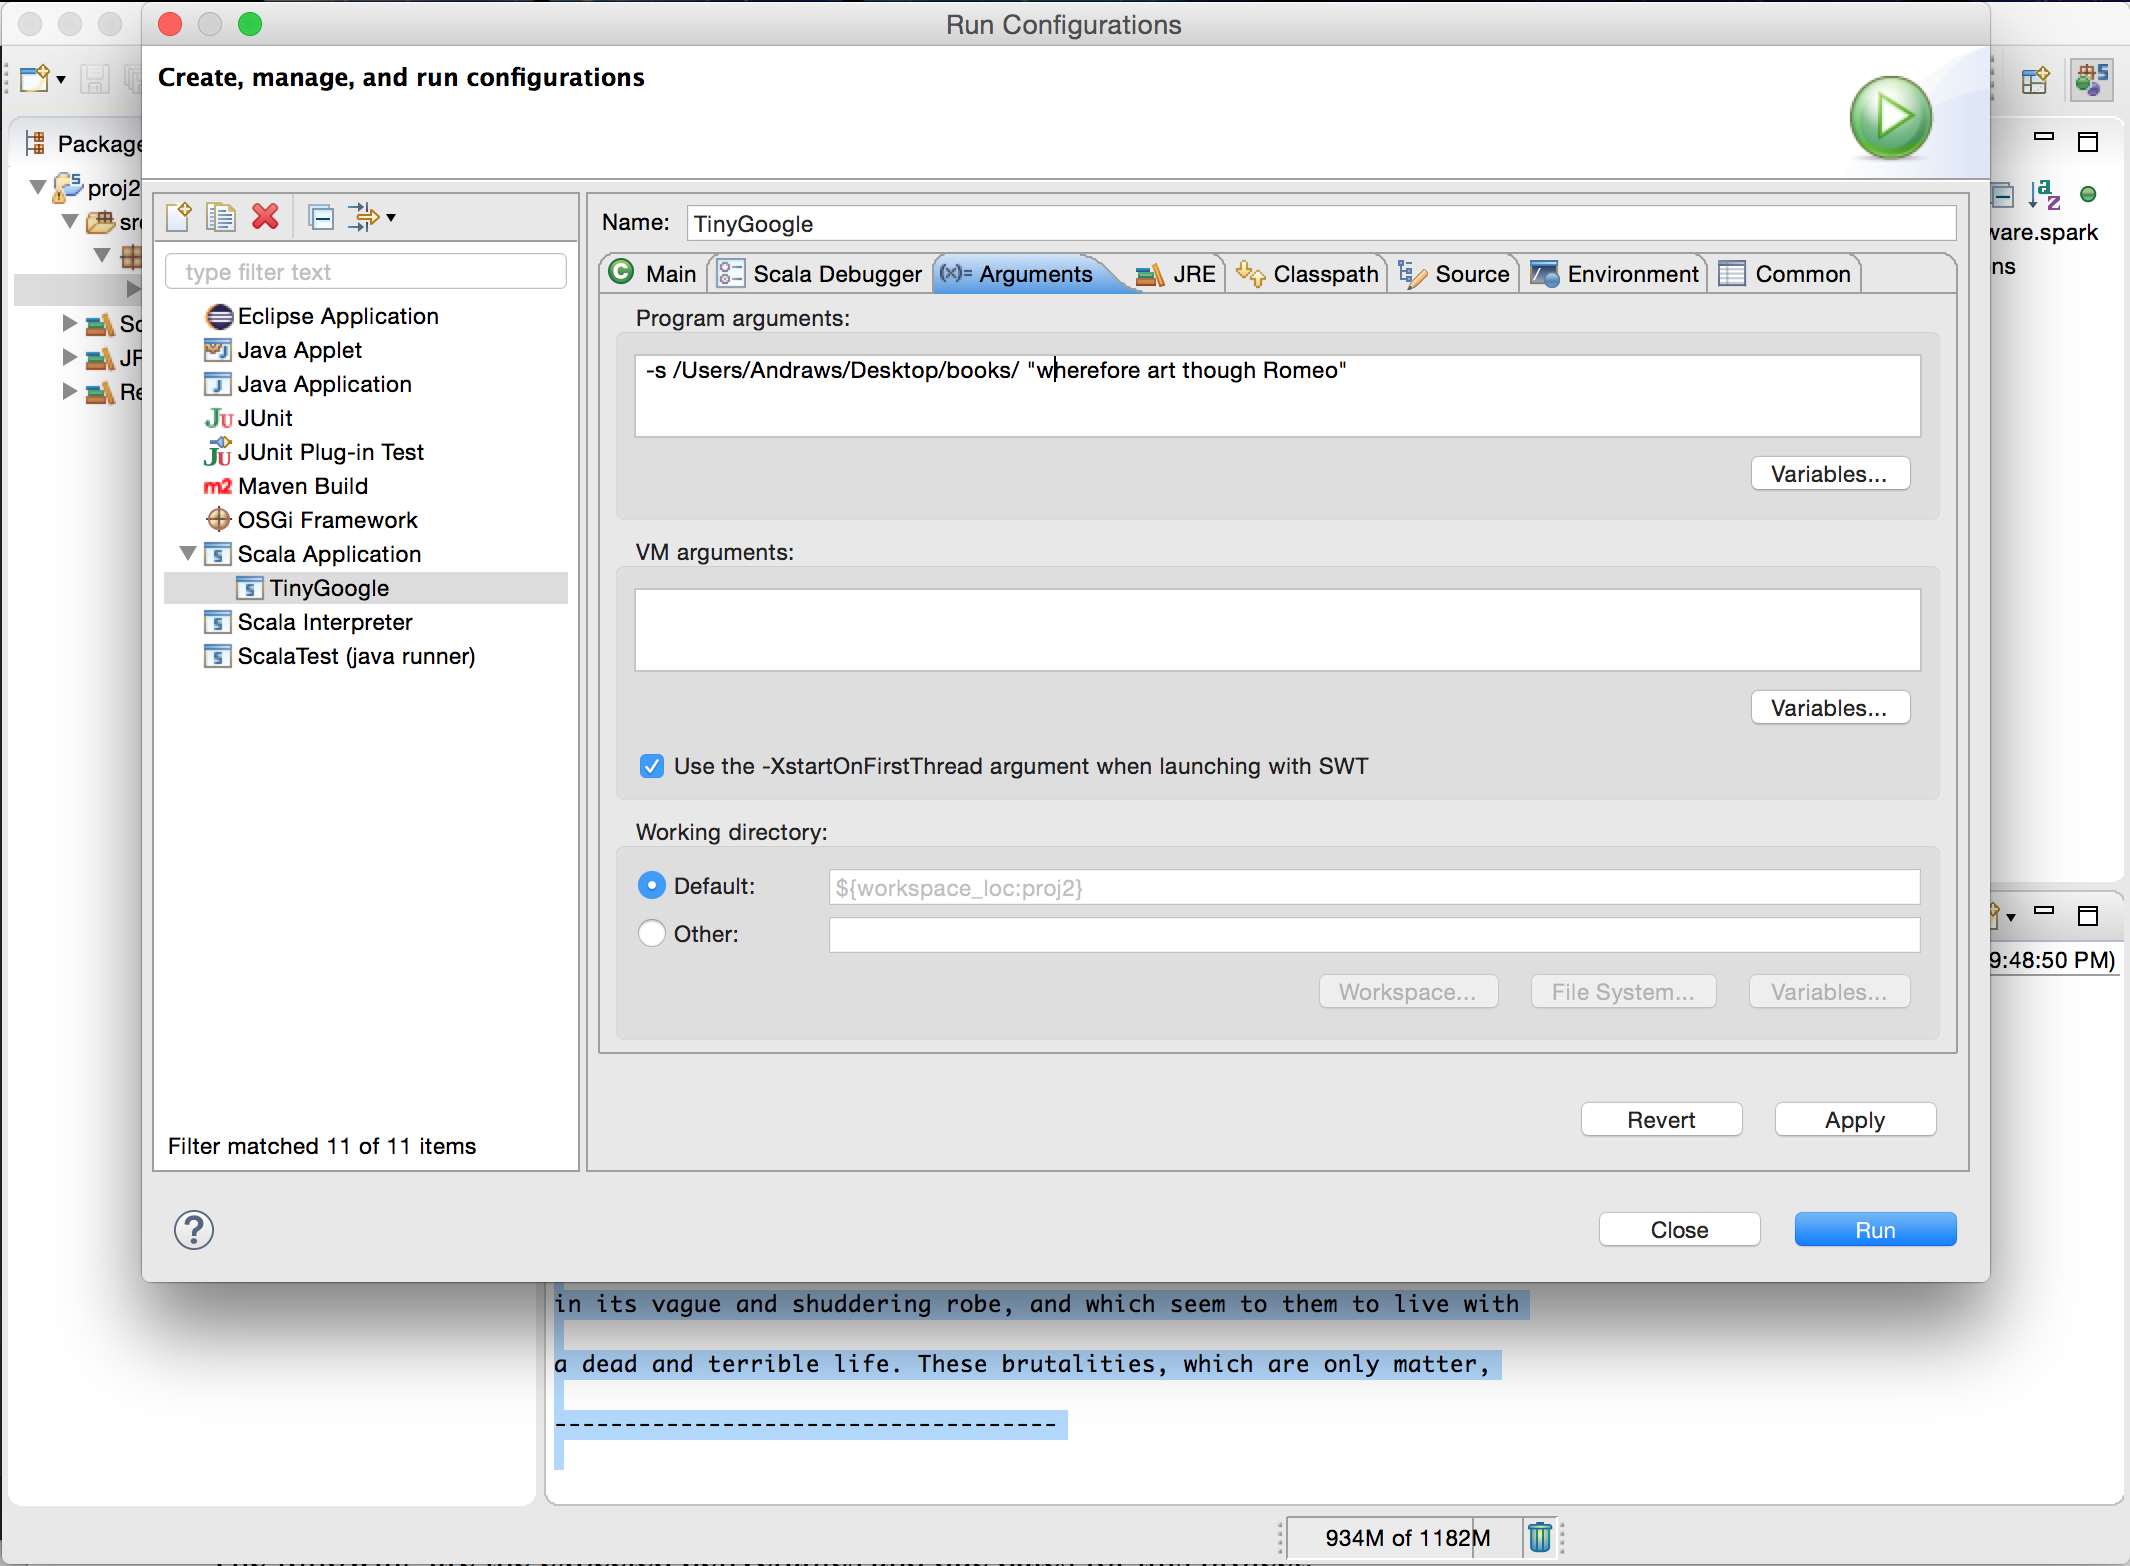 Run Configurations
Create, manage, and run configurations
Package
proj2
Name: TinyGoogle
type filter text
Main Scala Debugger (x)= Arguments JRE Classpath Source Environment Common
Program arguments:
-s /Users/Andraws/Desktop/books/ "wherefore art though Romeo"
Variables...
VM arguments:
Variables...
Use the -XstartOnFirstThread argument when launching with SWT
Working directory:
Default: ${workspace_loc:proj2}
Other:
Workspace... File System... Variables...
Revert Apply
Eclipse Application
Java Applet
Java Application
JUnit
JUnit Plug-in Test
m2 Maven Build
OSGi Framework
Scala Application
TinyGoogle
Scala Interpreter
ScalaTest (java runner)
Filter matched 11 of 11 items
Close Run
ware.spark
ns
9:48:50 PM)
in its vague and shuddering robe, and which seem to them to live with
a dead and terrible life. These brutalities, which are only matter,
------------------------------------
934M of 1182M